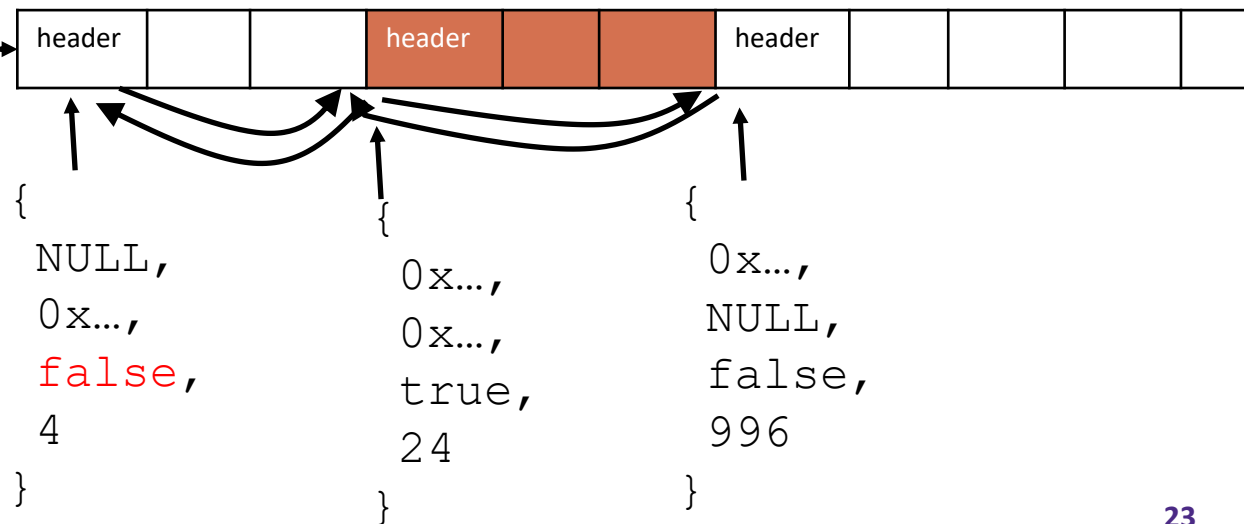 header header header
{
NULL,
0x…,
false,
4
}
{
0x…,
0x…,
true,
24
}
{
0x…,
NULL,
false,
996
}
23